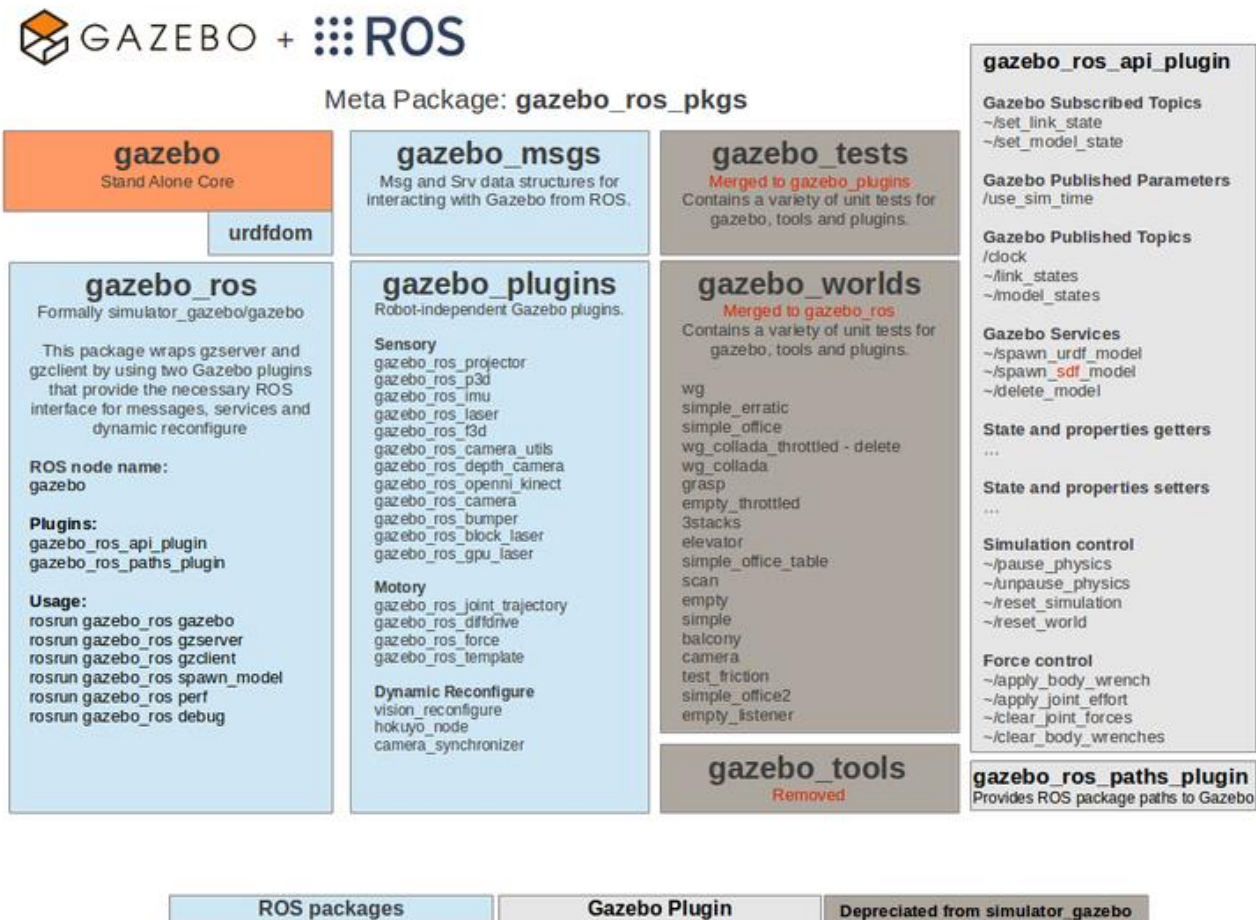 GAZEBO + ROS
Meta Package: gazebo_ros_pkgs
gazebo
Stand Alone Core
urdfdom
gazebo_ros
Formally simulator_gazebo/gazebo
This package wraps gzserver and
gzclient by using two Gazebo plugins
that provide the necessary ROS
interface for messages, services and
dynamic reconfigure
ROS node name:
gazebo
Plugins:
gazebo_ros_api_plugin
gazebo_ros_paths_plugin
Usage:
rosrun gazebo_ros gazebo
rosrun gazebo_ros gzserver
rosrun gazebo_ros gzclient
rosrun gazebo_ros spawn_model
rosrun gazebo_ros perf
rosrun gazebo_ros debug
gazebo_msgs
Msg and Srv data structures for
interacting with Gazebo from ROS.
gazebo_plugins
Robot-independent Gazebo plugins.
Sensory
gazebo_ros_projector
gazebo_ros_p3d
gazebo_ros_imu
gazebo_ros_laser
gazebo_ros_f3d
gazebo_ros_camera_utils
gazebo_ros_depth_camera
gazebo_ros_openni_kinect
gazebo_ros_camera
gazebo_ros_bumper
gazebo_ros_block_laser
gazebo_ros_gpu_laser
Motory
gazebo_ros_joint_trajectory
gazebo_ros_diffdrive
gazebo_ros_force
gazebo_ros_template
Dynamic Reconfigure
vision_reconfigure
hokuyo_node
camera_synchronizer
gazebo_tests
Merged to gazebo_plugins
Contains a variety of unit tests for
gazebo, tools and plugins.
gazebo_worlds
Merged to gazebo_ros
Contains a variety of unit tests for
gazebo, tools and plugins.
wg
simple_erratic
simple_office
wg_collada_throttled - delete
wg_collada
grasp
empty_throttled
3stacks
elevator
simple_office_table
scan
empty
simple
balcony
camera
test_friction
simple_office2
empty_listener
gazebo_tools
Removed
gazebo_ros_api_plugin
Gazebo Subscribed Topics
~/set_link_state
~/set_model_state
Gazebo Published Parameters
/use_sim_time
Gazebo Published Topics
/clock
~/link_states
~/model_states
Gazebo Services
~/spawn_urdf_model
~/spawn_sdf_model
~/delete_model
State and properties getters
...
State and properties setters
...
Simulation control
~/pause_physics
~/unpause_physics
~/reset_simulation
~/reset_world
Force control
~/apply_body_wrench
~/apply_joint_effort
~/clear_joint_forces
~/clear_body_wrenches
gazebo_ros_paths_plugin
Provides ROS package paths to Gazebo
ROS packages
Gazebo Plugin
Depreciated from simulator_gazebo